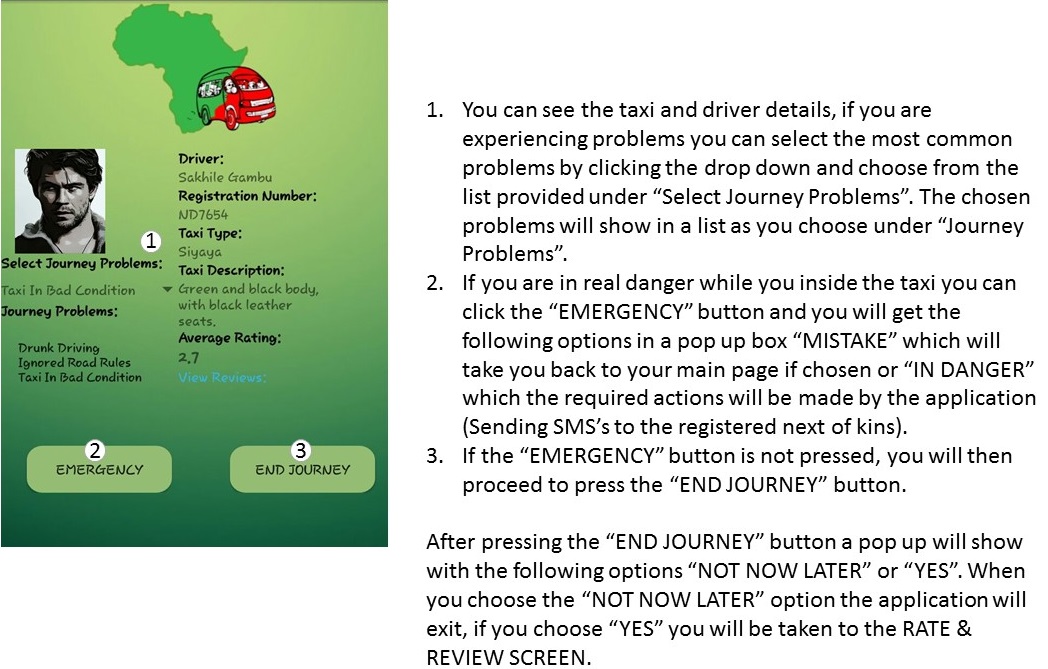 Driver:
Sakhile Gambu
Registration Number:
ND7654
1
Taxi Type:
Siyaya
Select Journey Problems:
Taxi Description:
Taxi In Bad Condition
Green and black body,
with black leather
seats.
Journey Problems:
Average Rating:
2.7
Drunk Driving
Ignored Road Rules
Taxi In Bad Condition
View Reviews:
2
EMERGENCY
3
END JOURNEY
1. You can see the taxi and driver details, if you are
experiencing problems you can select the most common
problems by clicking the drop down and choose from the
list provided under “Select Journey Problems”. The chosen
problems will show in a list as you choose under “Journey
Problems”.
2. If you are in real danger while you inside the taxi you can
click the “EMERGENCY” button and you will get the
following options in a pop up box “MISTAKE” which will
take you back to your main page if chosen or “IN DANGER”
which the required actions will be made by the application
(Sending SMS’s to the registered next of kins).
3. If the “EMERGENCY” button is not pressed, you will then
proceed to press the “END JOURNEY” button.
After pressing the “END JOURNEY” button a pop up will show
with the following options “NOT NOW LATER” or “YES”. When
you choose the “NOT NOW LATER” option the application will
exit, if you choose “YES” you will be taken to the RATE &
REVIEW SCREEN.